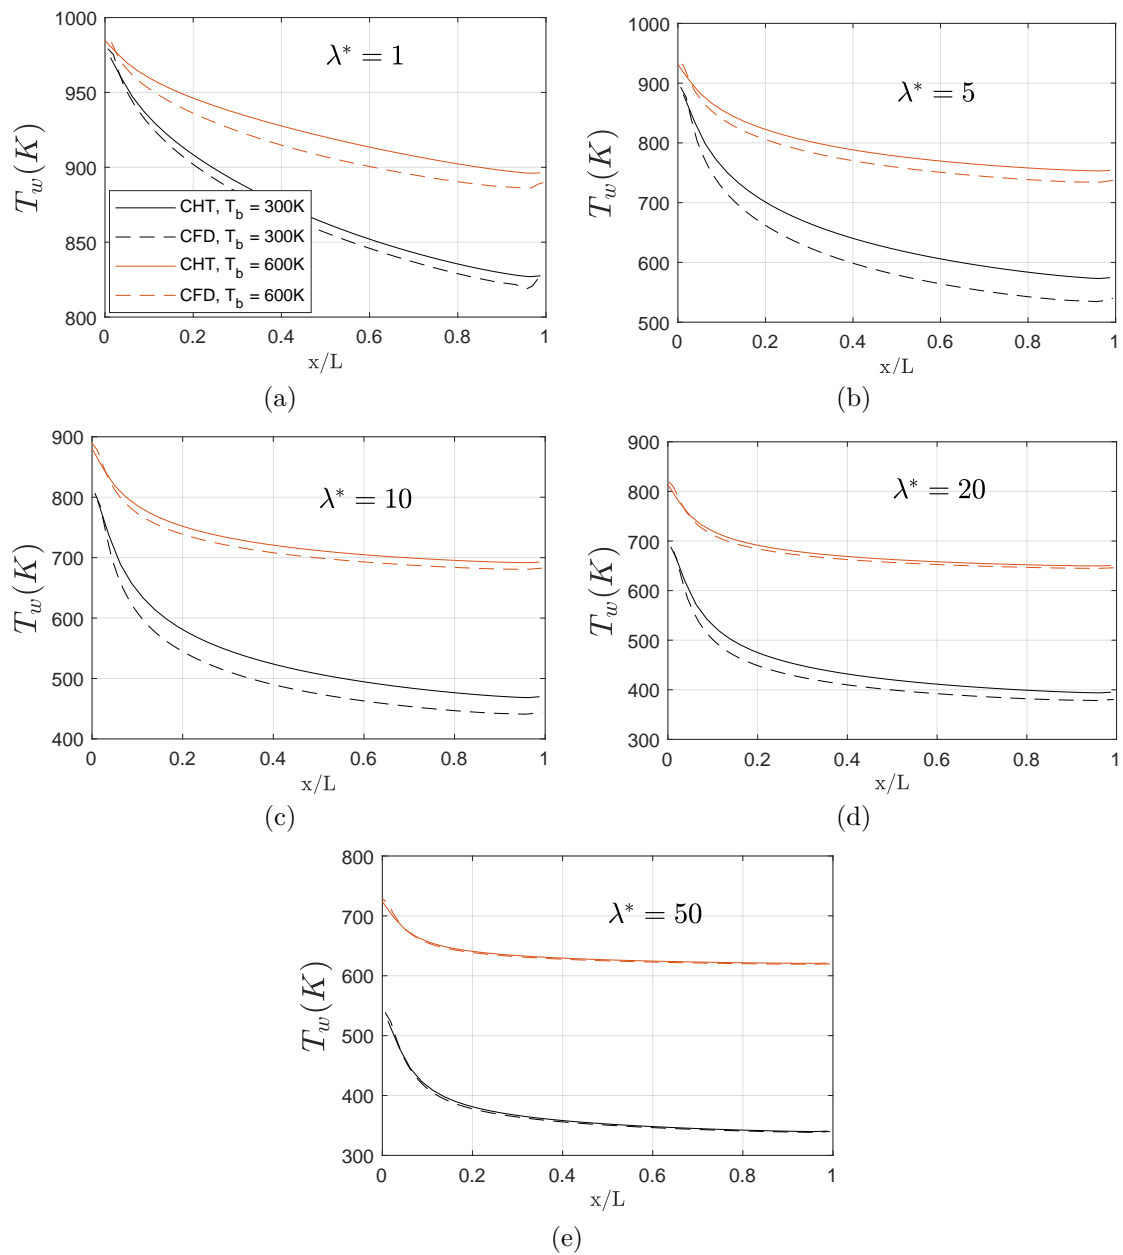 1000
950
900
850
800
T_w(K)
λ* = 1
CHT, T_b = 300K
CFD, T_b = 300K
CHT, T_b = 600K
CFD, T_b = 600K
0 0.2 0.4 0.6 0.8 1
x/L
(a)
1000
900
800
700
600
500
T_w(K)
λ* = 5
0 0.2 0.4 0.6 0.8 1
x/L
(b)
900
800
700
600
500
400
T_w(K)
λ* = 10
0 0.2 0.4 0.6 0.8 1
x/L
(c)
900
800
700
600
500
400
300
T_w(K)
λ* = 20
0 0.2 0.4 0.6 0.8 1
x/L
(d)
800
700
600
500
400
300
T_w(K)
λ* = 50
0 0.2 0.4 0.6 0.8 1
x/L
(e)